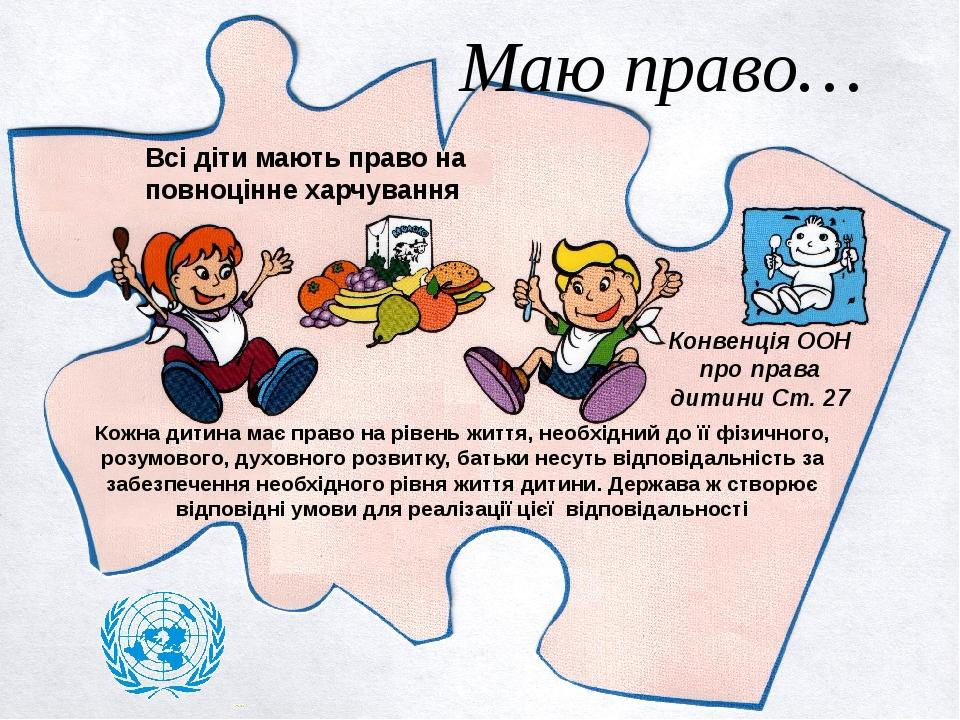 Маю право…
Всі діти мають право на
повноцінне харчування
Конвенція ООН
про права
дитини Ст. 27
Кожна дитина має право на рівень життя, необхідний до її фізичного,
розумового, духовного розвитку, батьки несуть відповідальність за
забезпечення необхідного рівня життя дитини. Держава ж створює
відповідні умови для реалізації цієї відповідальності